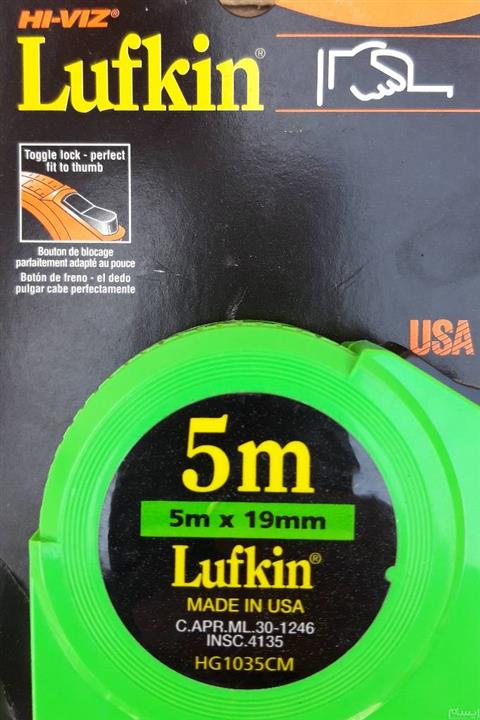 HI-VIZ®
Lufkin®
Toggle lock - perfect
fit to thumb
Bouton de blocage
parfaitement adapté au pouce
Botón de freno - el dedo
pulgar cabe perfectamente
USA
5m
5m x 19mm
Lufkin®
MADE IN USA
C.APR.ML.30-1246
INSC.4135
HG1035CM
ایسام